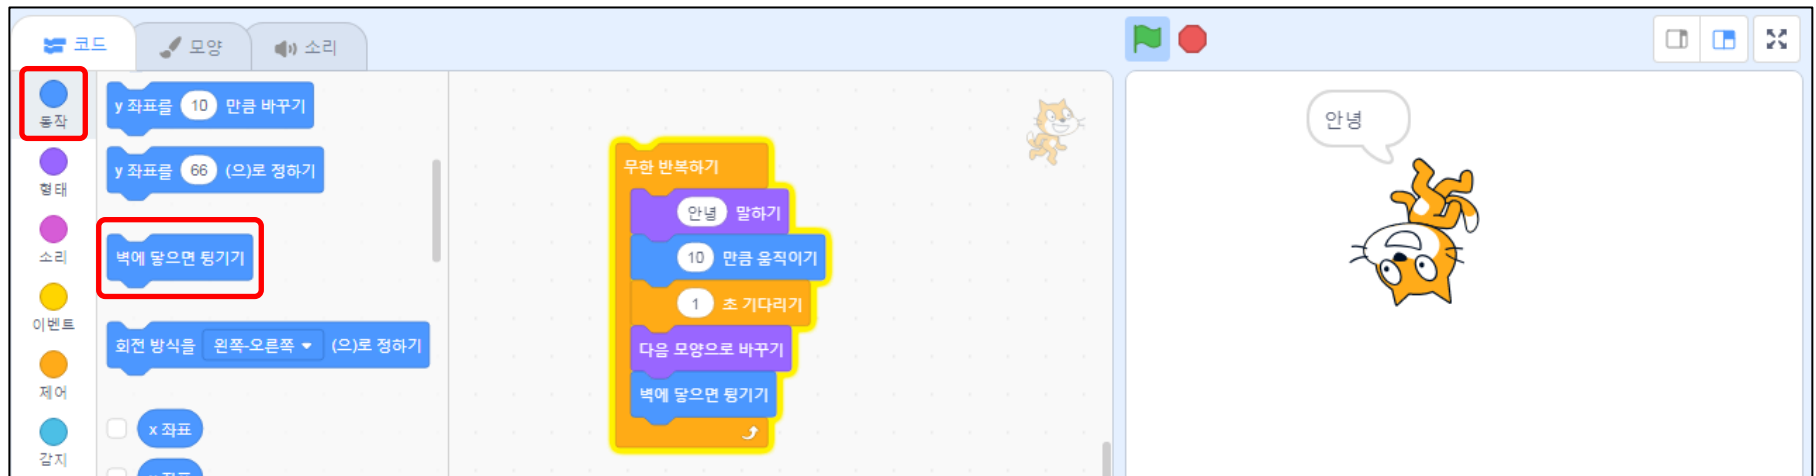 코드
모양
소리
동작
형태
소리
이벤트
제어
감지
y 좌표를 10 만큼 바꾸기
y 좌표를 66 (으)로 정하기
벽에 닿으면 튕기기
회전 방식을 왼쪽-오른쪽 (으)로 정하기
x 좌표
무한 반복하기
안녕 말하기
10 만큼 움직이기
1 초 기다리기
다음 모양으로 바꾸기
벽에 닿으면 튕기기
안녕